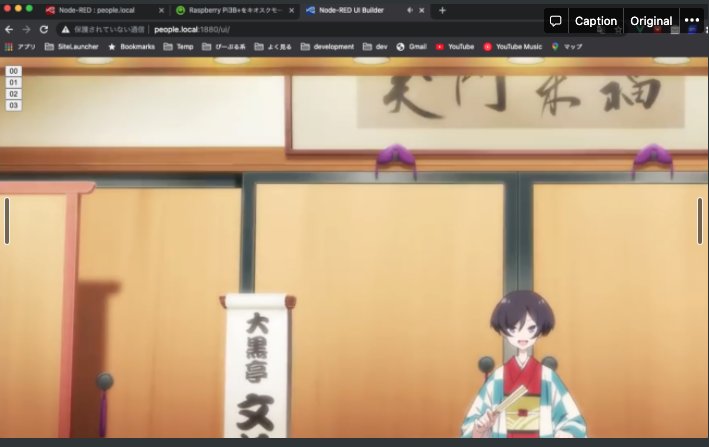 Node-RED : people.local
Raspberry Pi3B+をキオスクモ…
Node-RED UI Builder
保護されていない通信 | people.local:1880/ui/
Caption
Original
アプリ
SiteLauncher
Bookmarks
Temp
ぴーぷる系
よく見る
development
dev
Gmail
YouTube
YouTube Music
マップ
00
01
02
03
笑門来福
大黒亭
文